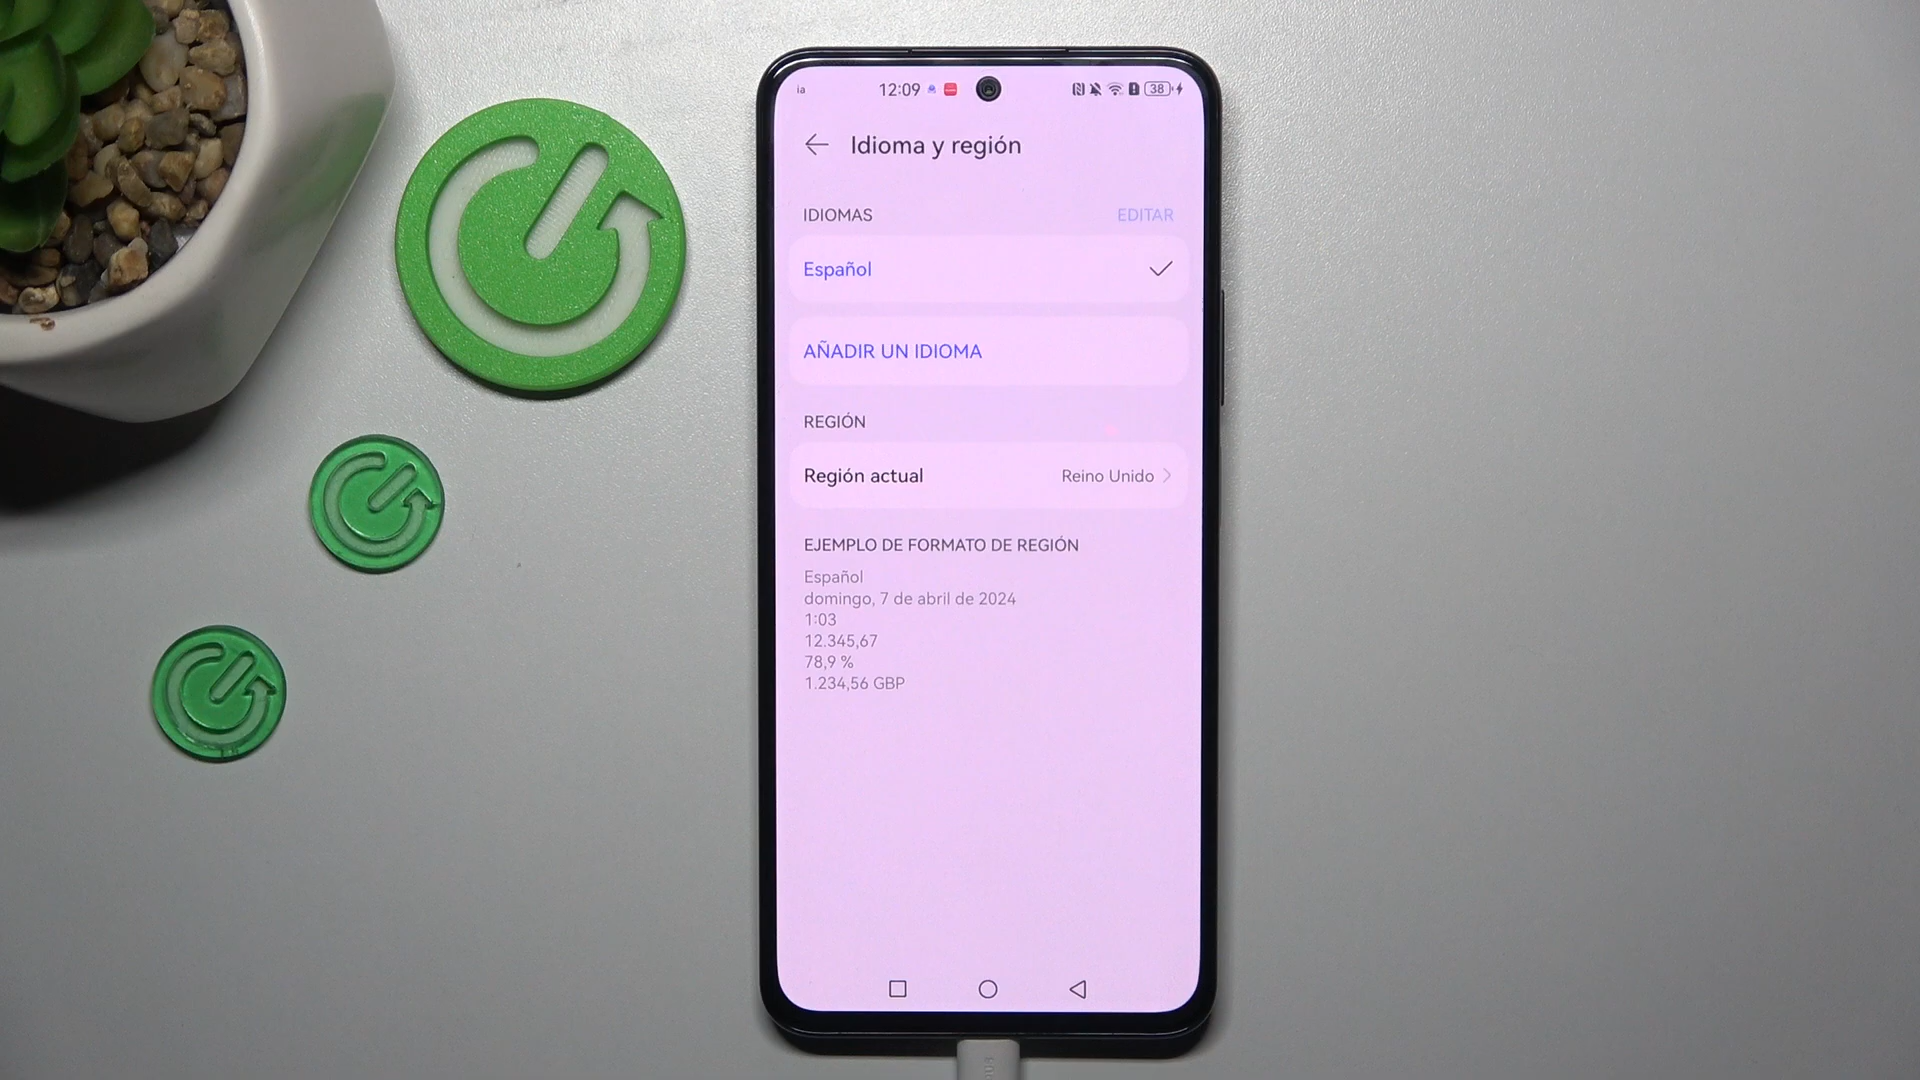 ia 12:09 38
Idioma y región
IDIOMAS EDITAR
Español
AÑADIR UN IDIOMA
REGIÓN
Región actual Reino Unido
EJEMPLO DE FORMATO DE REGIÓN
Español
domingo, 7 de abril de 2024
1:03
12.345,67
78,9 %
1.234,56 GBP